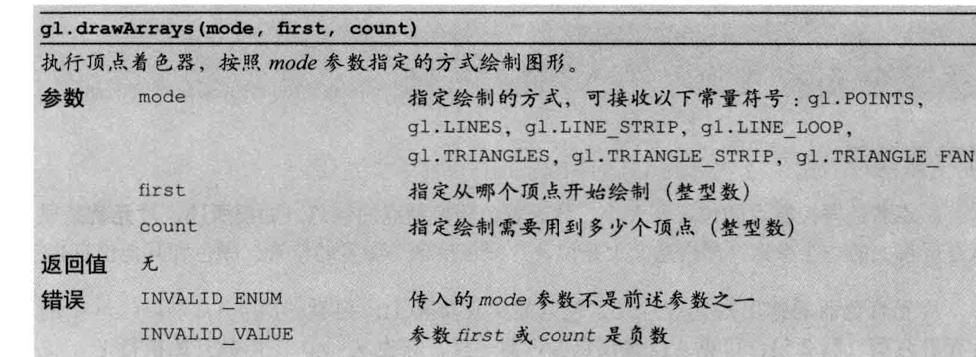 gl.drawArrays(mode, first, count)
执行顶点着色器，按照 mode 参数指定的方式绘制图形。
参数 mode 指定绘制的方式，可接收以下常量符号：gl.POINTS,
gl.LINES, gl.LINE_STRIP, gl.LINE_LOOP,
gl.TRIANGLES, gl.TRIANGLE_STRIP, gl.TRIANGLE_FAN
first 指定从哪个顶点开始绘制（整型数）
count 指定绘制需要用到多少个顶点（整型数）
返回值 无
错误 INVALID_ENUM 传入的 mode 参数不是前述参数之一
INVALID_VALUE 参数 first 或 count 是负数